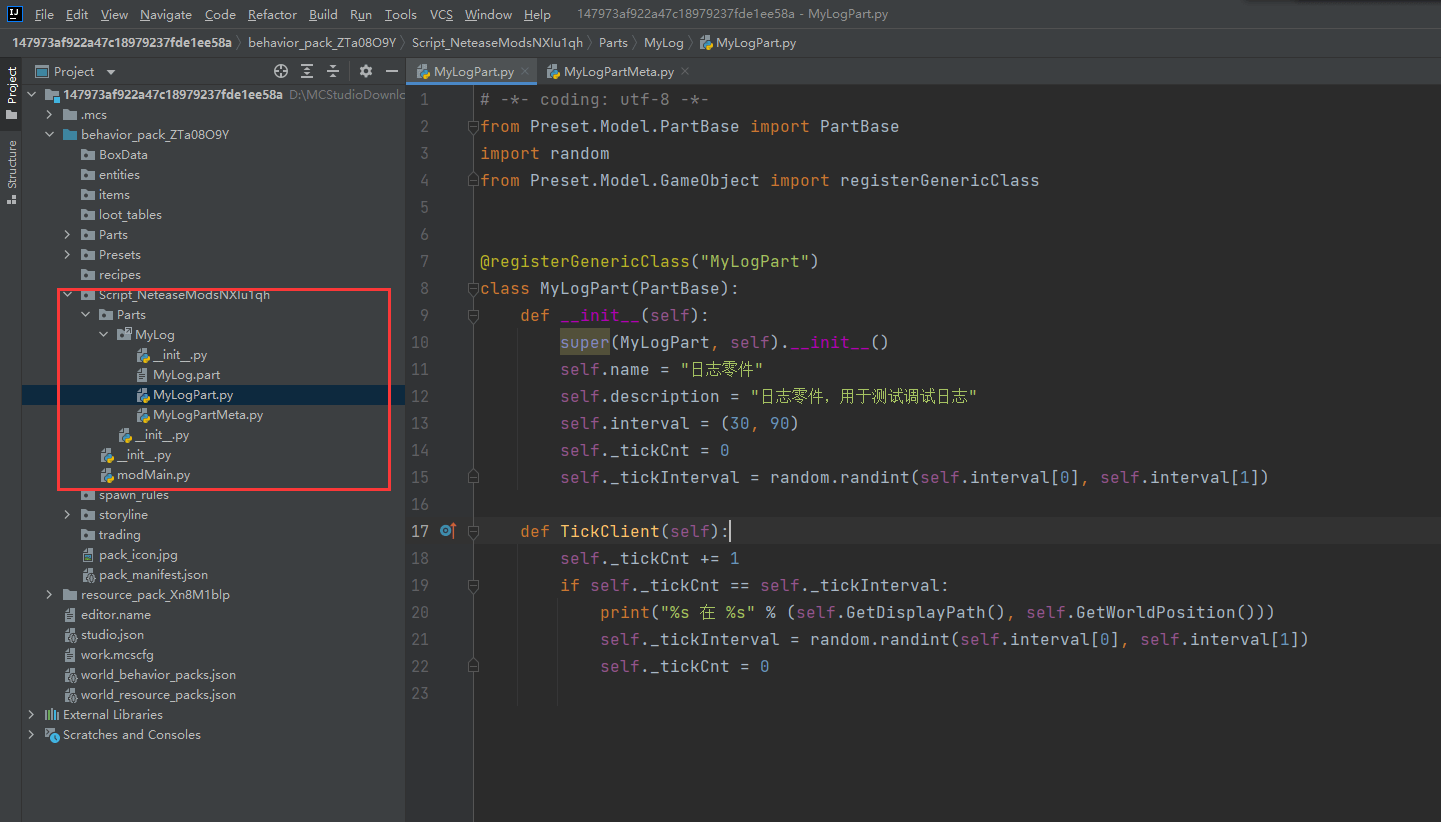 File Edit View Navigate Code Refactor Build Run Tools VCS Window Help 147973af922a47c18979237fde1ee58a - MyLogPart.py
147973af922a47c18979237fde1ee58a behavior_pack_ZTa08O9Y Script_NeteaseModsNXIu1qh Parts MyLog MyLogPart.py
Project
Structure
Project
147973af922a47c18979237fde1ee58a D:\MCStudioDownlo
.mcs
behavior_pack_ZTa08O9Y
BoxData
entities
items
loot_tables
Parts
Presets
recipes
Script_NeteaseModsNXIu1qh
Parts
MyLog
__init__.py
MyLog.part
MyLogPart.py
MyLogPartMeta.py
__init__.py
__init__.py
modMain.py
spawn_rules
storyline
trading
pack_icon.jpg
pack_manifest.json
resource_pack_Xn8M1blp
editor.name
studio.json
work.mcscfg
world_behavior_packs.json
world_resource_packs.json
External Libraries
Scratches and Consoles
MyLogPart.py MyLogPartMeta.py
1 # -*- coding: utf-8 -*-
2 from Preset.Model.PartBase import PartBase
3 import random
4 from Preset.Model.GameObject import registerGenericClass
5
6
7 @registerGenericClass("MyLogPart")
8 class MyLogPart(PartBase):
9 def __init__(self):
10 super(MyLogPart, self).__init__()
11 self.name = "日志零件"
12 self.description = "日志零件，用于测试调试日志"
13 self.interval = (30, 90)
14 self._tickCnt = 0
15 self._tickInterval = random.randint(self.interval[0], self.interval[1])
16
17 def TickClient(self):
18 self._tickCnt += 1
19 if self._tickCnt == self._tickInterval:
20 print("%s 在 %s" % (self.GetDisplayPath(), self.GetWorldPosition()))
21 self._tickInterval = random.randint(self.interval[0], self.interval[1])
22 self._tickCnt = 0
23